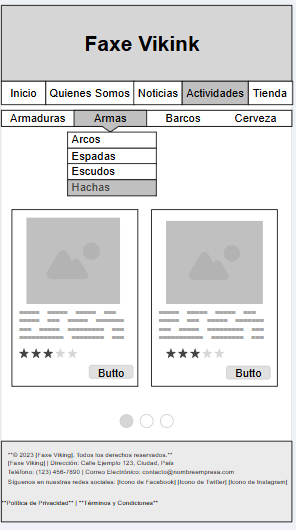 Faxe Vikink
Inicio Quienes Somos Noticias Actividades Tienda
Armaduras Armas Barcos Cerveza
Arcos
Espadas
Escudos
Hachas
Butto Butto
**© 2023 [Faxe Viking]. Todos los derechos reservados.**
[Faxe Viking] | Dirección: Calle Ejemplo 123, Ciudad, País
Teléfono: (123) 456-7890 | Correo Electrónico: contacto@nombreempresa.com
Síguenos en nuestras redes sociales: [Icono de Facebook] [Icono de Twitter] [Icono de Instagram]
**Política de Privacidad** | **Términos y Condiciones**